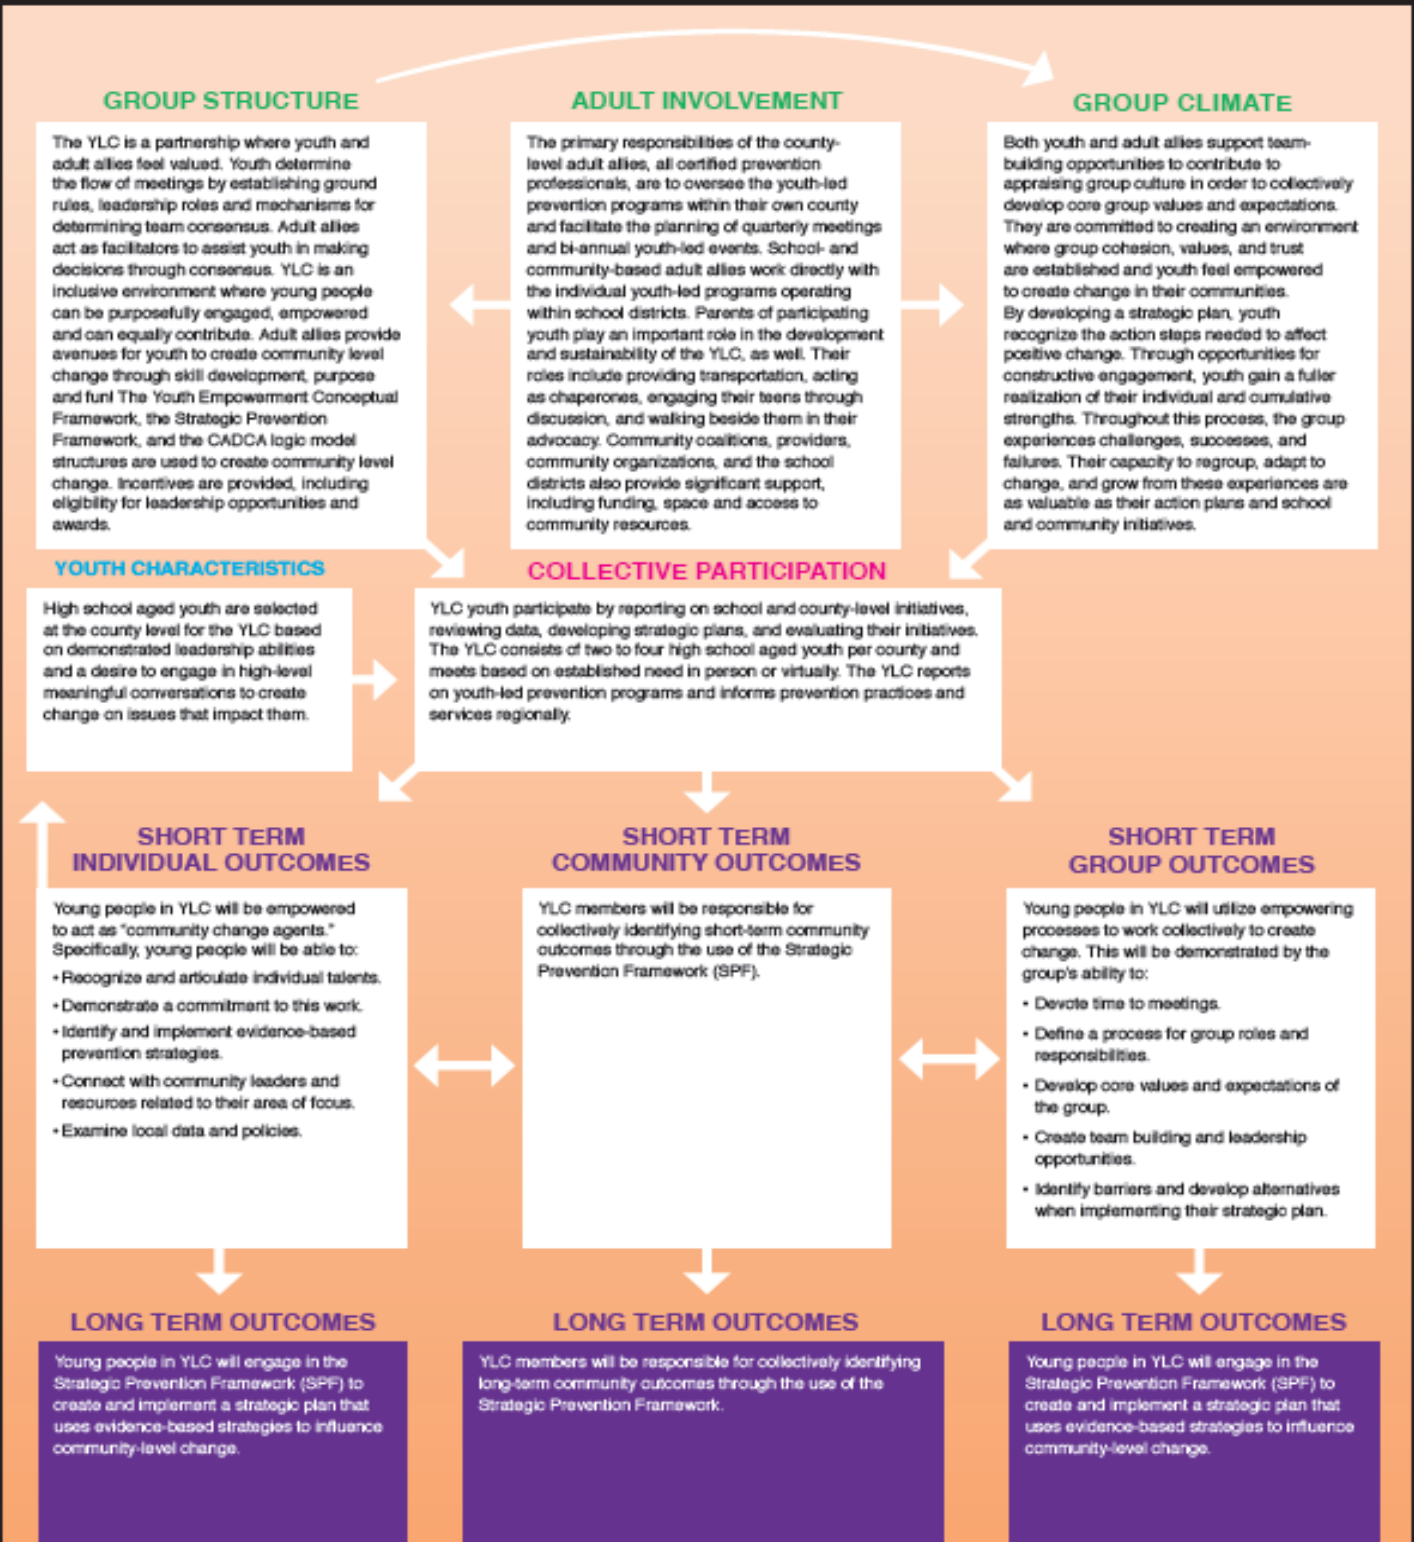 GROUP STRUCTURE
The YLC is a partnership where youth and
adult allies feel valued. Youth determine
the flow of meetings by establishing ground
rules, leadership roles and mechanisms for
determining team consensus. Adult allies
act as facilitators to assist youth in making
decisions through consensus. YLC is an
inclusive environment where young people
can be purposefully engaged, empowered
and can equally contribute. Adult allies provide
avenues for youth to create community level
change through skill development, purpose
and fun! The Youth Empowerment Conceptual
Framework, the Strategic Prevention
Framework, and the CADCA logic model
structures are used to create community level
change. Incentives are provided, including
eligibility for leadership opportunities and
awards.
ADULT INVOLVEMENT
The primary responsibilities of the county-
level adult allies, all certified prevention
professionals, are to oversee the youth-led
prevention programs within their own county
and facilitate the planning of quarterly meetings
and bi-annual youth-led events. School- and
community-based adult allies work directly with
the individual youth-led programs operating
within school districts. Parents of participating
youth play an important role in the development
and sustainability of the YLC, as well. Their
roles include providing transportation, acting
as chaperones, engaging their teens through
discussion, and walking beside them in their
advocacy. Community coalitions, providers,
community organizations, and the school
districts also provide significant support,
including funding, space and access to
community resources.
GROUP CLIMATE
Both youth and adult allies support team-
building opportunities to contribute to
appraising group culture in order to collectively
develop core group values and expectations.
They are committed to creating an environment
where group cohesion, values, and trust
are established and youth feel empowered
to create change in their communities.
By developing a strategic plan, youth
recognize the action steps needed to affect
positive change. Through opportunities for
constructive engagement, youth gain a fuller
realization of their individual and cumulative
strengths. Throughout this process, the group
experiences challenges, successes, and
failures. Their capacity to regroup, adapt to
change, and grow from these experiences are
as valuable as their action plans and school
and community initiatives.
YOUTH CHARACTERISTICS
High school aged youth are selected
at the county level for the YLC based
on demonstrated leadership abilities
and a desire to engage in high-level
meaningful conversations to create
change on issues that impact them.
COLLECTIVE PARTICIPATION
YLC youth participate by reporting on school and county-level initiatives,
reviewing data, developing strategic plans, and evaluating their initiatives.
The YLC consists of two to four high school aged youth per county and
meets based on established need in person or virtually. The YLC reports
on youth-led prevention programs and informs prevention practices and
services regionally.
SHORT TERM
INDIVIDUAL OUTCOMES
Young people in YLC will be empowered
to act as "community change agents."
Specifically, young people will be able to:
• Recognize and articulate individual talents.
• Demonstrate a commitment to this work.
• Identify and implement evidence-based
prevention strategies.
• Connect with community leaders and
resources related to their area of focus.
• Examine local data and policies.
SHORT TERM
COMMUNITY OUTCOMES
YLC members will be responsible for
collectively identifying short-term community
outcomes through the use of the Strategic
Prevention Framework (SPF).
SHORT TERM
GROUP OUTCOMES
Young people in YLC will utilize empowering
processes to work collectively to create
change. This will be demonstrated by the
group's ability to:
• Devote time to meetings.
• Define a process for group roles and
responsibilities.
• Develop core values and expectations of
the group.
• Create team building and leadership
opportunities.
• Identify barriers and develop alternatives
when implementing their strategic plan.
LONG TERM OUTCOMES
Young people in YLC will engage in the
Strategic Prevention Framework (SPF) to
create and implement a strategic plan that
uses evidence-based strategies to influence
community-level change.
LONG TERM OUTCOMES
YLC members will be responsible for collectively identifying
long-term community outcomes through the use of the
Strategic Prevention Framework.
LONG TERM OUTCOMES
Young people in YLC will engage in the
Strategic Prevention Framework (SPF) to
create and implement a strategic plan that
uses evidence-based strategies to influence
community-level change.